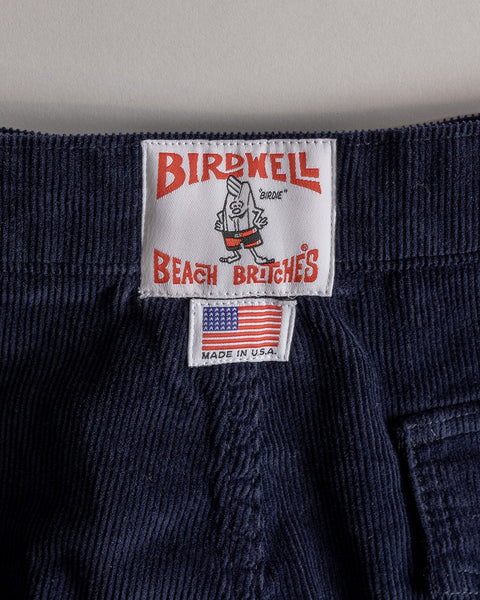 BIRDWELL
"BIRDIE"
BEACH BRITCHES ®
MADE IN U.S.A.